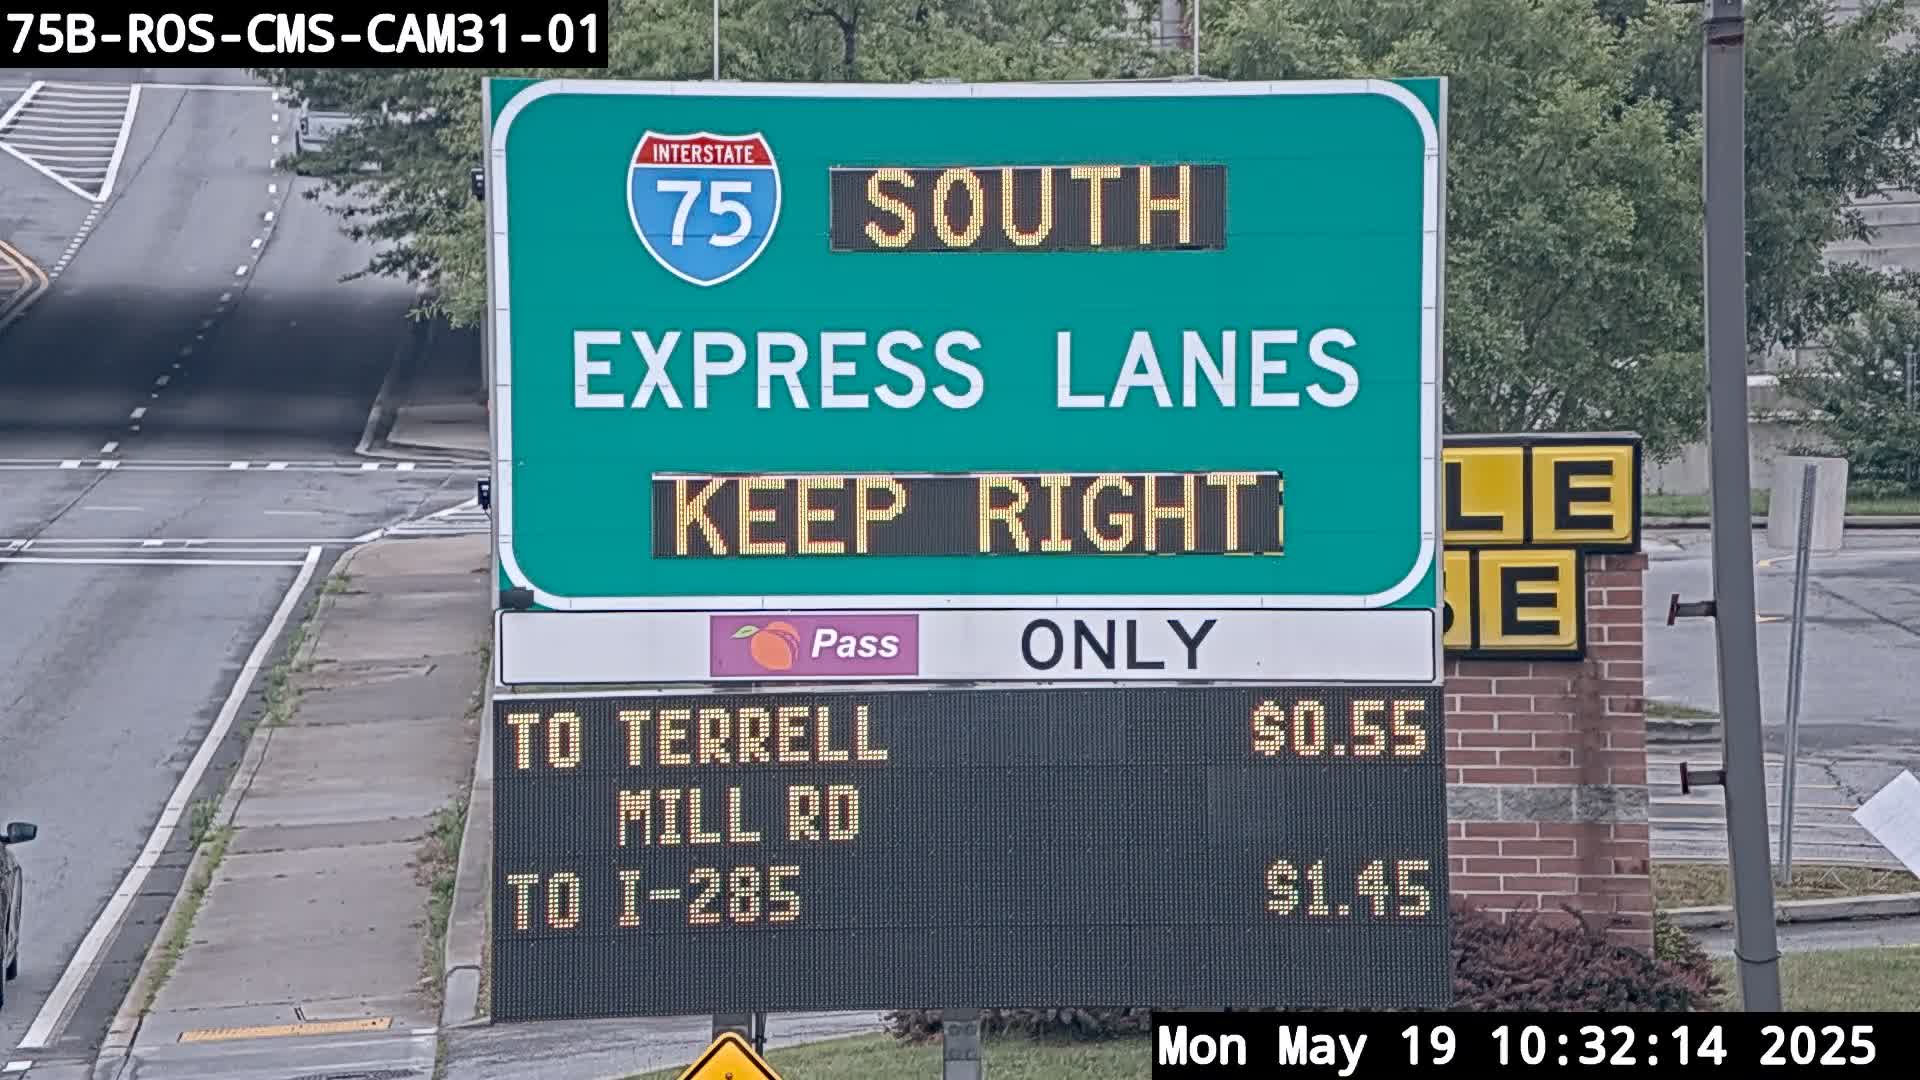 75B-ROS-CMS-CAM31-01
INTERSTATE
75
SOUTH
EXPRESS LANES
KEEP RIGHT
Pass ONLY
TO TERRELL $0.55
MILL RD
TO I-285 $1.45
LE
E
Mon May 19 10:32:14 2025